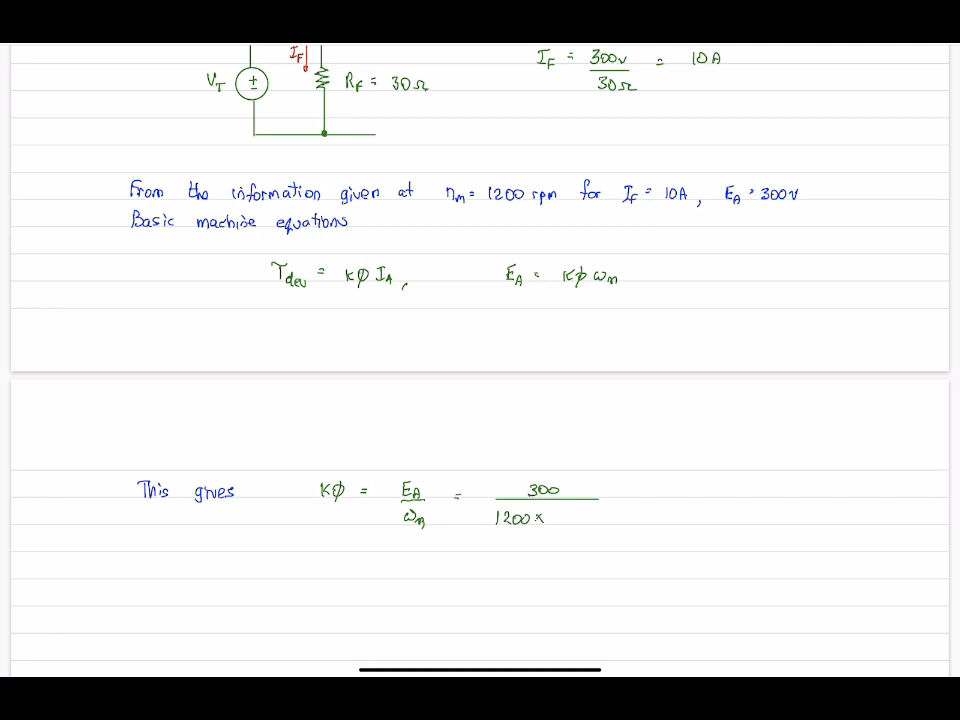 I_F
V_T
R_F = 30Ω
I_F = 300V / 30Ω = 10A
From the information given at n_m = 1200 rpm for I_F = 10A, E_A = 300V
Basic machine equations
T_dev = Kφ I_A, E_A = Kφ ω_m
This gives Kφ = E_A / ω_m = 300 / 1200 ×